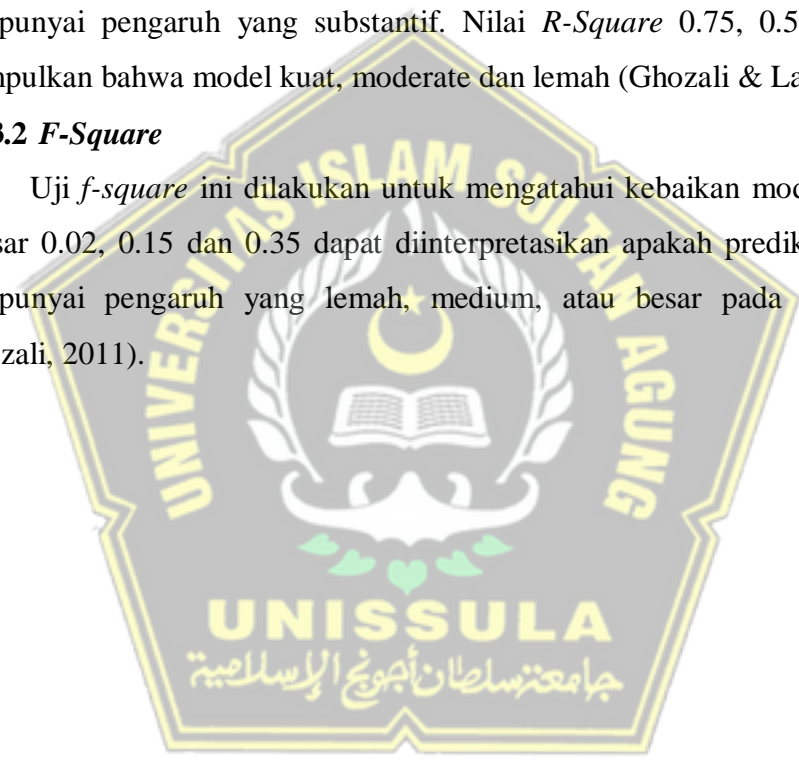 punyai pengaruh yang substantif. Nilai R-Square 0.75, 0.5
npulkan bahwa model kuat, moderate dan lemah (Ghozali & La
3.2 F-Square
Uji f-square ini dilakukan untuk mengatahui kebaikan mod
sar 0.02, 0.15 dan 0.35 dapat diinterpretasikan apakah predik
punyai pengaruh yang lemah, medium, atau besar pada
zali, 2011).
UNIVERSITAS ISLAM SULTAN AGUNG
UNISSULA
جامعتنسلطان أجونج الإسلامية